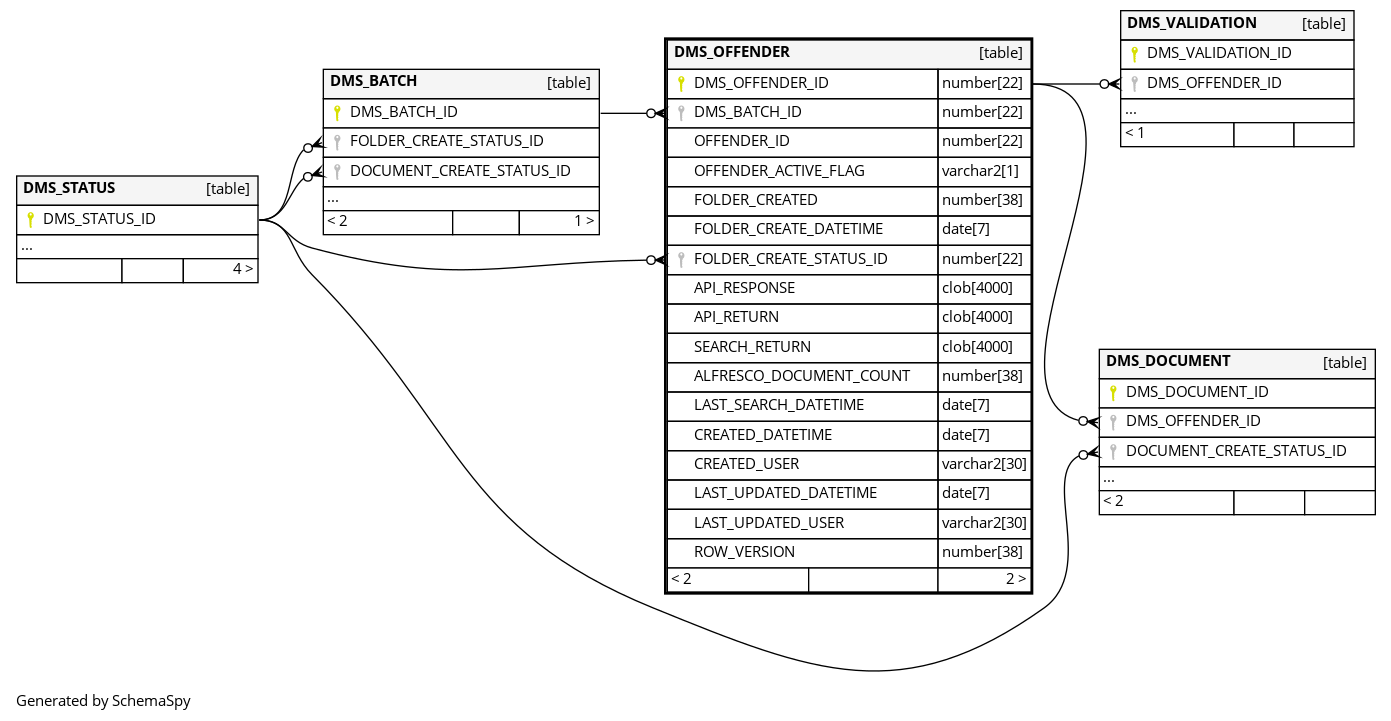 DMS_STATUS [table]
DMS_STATUS_ID
...
4 >
DMS_BATCH [table]
DMS_BATCH_ID
FOLDER_CREATE_STATUS_ID
DOCUMENT_CREATE_STATUS_ID
...
< 2 1 >
DMS_OFFENDER [table]
DMS_OFFENDER_ID number[22]
DMS_BATCH_ID number[22]
OFFENDER_ID number[22]
OFFENDER_ACTIVE_FLAG varchar2[1]
FOLDER_CREATED number[38]
FOLDER_CREATE_DATETIME date[7]
FOLDER_CREATE_STATUS_ID number[22]
API_RESPONSE clob[4000]
API_RETURN clob[4000]
SEARCH_RETURN clob[4000]
ALFRESCO_DOCUMENT_COUNT number[38]
LAST_SEARCH_DATETIME date[7]
CREATED_DATETIME date[7]
CREATED_USER varchar2[30]
LAST_UPDATED_DATETIME date[7]
LAST_UPDATED_USER varchar2[30]
ROW_VERSION number[38]
< 2 2 >
DMS_VALIDATION [table]
DMS_VALIDATION_ID
DMS_OFFENDER_ID
...
< 1
DMS_DOCUMENT [table]
DMS_DOCUMENT_ID
DMS_OFFENDER_ID
DOCUMENT_CREATE_STATUS_ID
...
< 2
Generated by SchemaSpy